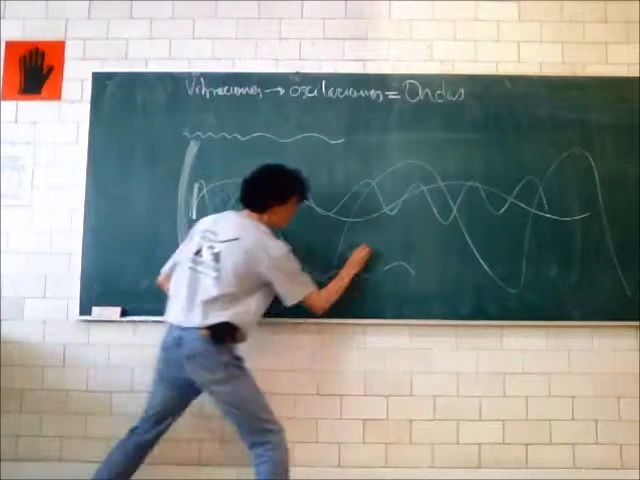 Vibraciones → oscilaciones = Ondas